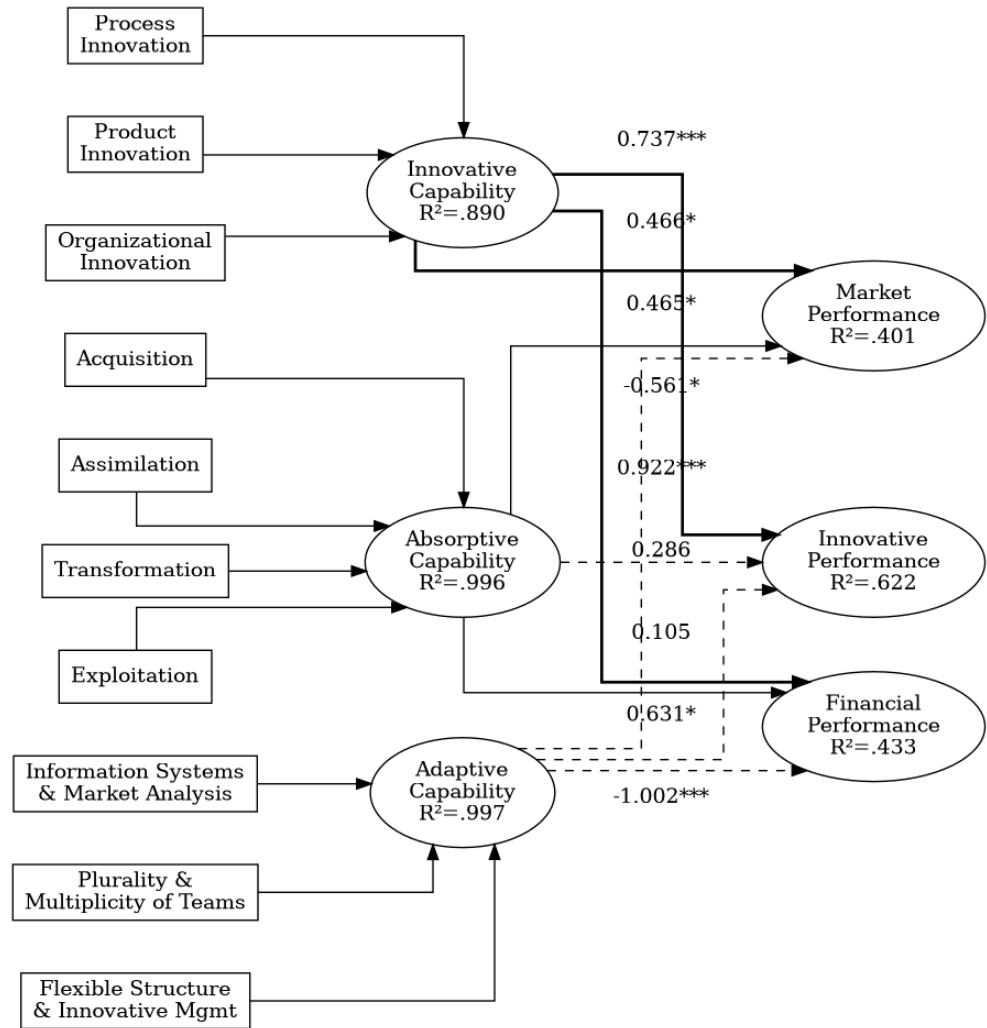 Process
Innovation
Product
Innovation
Organizational
Innovation
Acquisition
Assimilation
Transformation
Exploitation
Information Systems
& Market Analysis
Plurality &
Multiplicity of Teams
Flexible Structure
& Innovative Mgmt
Innovative
Capability
R²=.890
Absorptive
Capability
R²=.996
Adaptive
Capability
R²=.997
0.737***
0.466*
0.465*
-0.561*
0.922***
0.286
0.105
0.631*
-1.002***
Market
Performance
R²=.401
Innovative
Performance
R²=.622
Financial
Performance
R²=.433